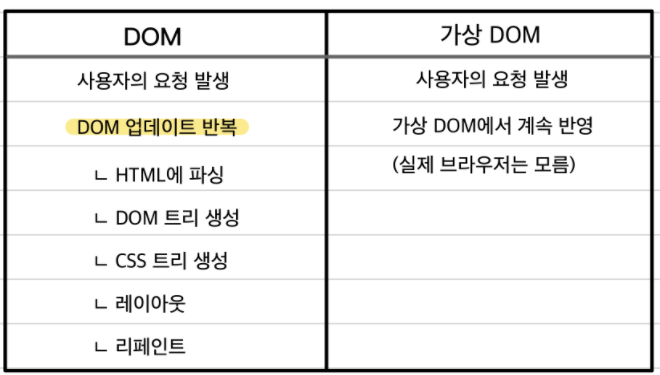 DOM
가상 DOM
사용자의 요청 발생
사용자의 요청 발생
DOM 업데이트 반복
가상 DOM에서 계속 반영
ㄴ HTML에 파싱
(실제 브라우저는 모름)
ㄴ DOM 트리 생성
ㄴ CSS 트리 생성
ㄴ 레이아웃
ㄴ 리페인트